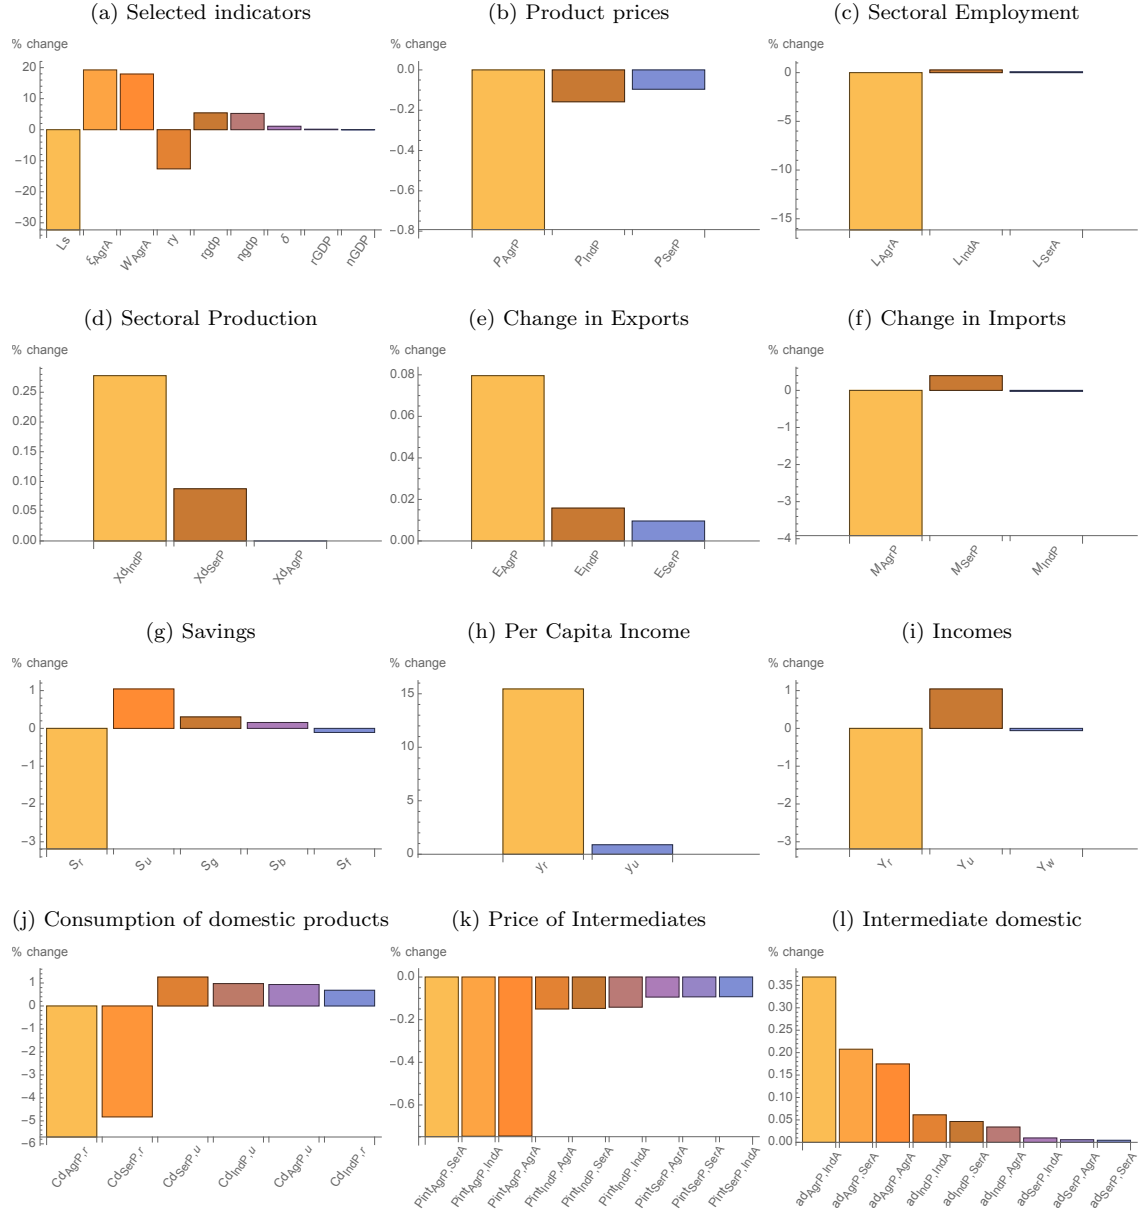 (a) Selected indicators
% change
20
10
0
−10
−20
−30
Ls
ξAgrA
WAgrA
ry
rgdp
ngdp
δ
rGDP
nGDP
(b) Product prices
% change
0.0
−0.2
−0.4
−0.6
−0.8
PAgrP
PIndP
PSerP
(c) Sectoral Employment
% change
0
−5
−10
−15
LAgrA
LIndA
LSerA
(d) Sectoral Production
% change
0.25
0.20
0.15
0.10
0.05
0.00
XdIndP
XdSerP
XdAgrP
(e) Change in Exports
% change
0.08
0.06
0.04
0.02
0.00
EAgrP
EIndP
ESerP
(f) Change in Imports
% change
0
−1
−2
−3
−4
MAgrP
MSerP
MIndP
(g) Savings
% change
1
0
−1
−2
−3
Sr
Su
Sg
Sb
Sf
(h) Per Capita Income
% change
15
10
5
0
yr
yu
(i) Incomes
% change
1
0
−1
−2
−3
Yr
Yu
Yw
(j) Consumption of domestic products
% change
1
0
−1
−2
−3
−4
−5
−6
CdAgrP,r
CdSerP,r
CdSerP,u
CdIndP,u
CdAgrP,u
CdIndP,r
(k) Price of Intermediates
% change
0.0
−0.2
−0.4
−0.6
PintAgrP,SerA
PintAgrP,IndA
PintAgrP,AgrA
PintIndP,AgrA
PintIndP,SerA
PintIndP,IndA
PintSerP,AgrA
PintSerP,SerA
PintSerP,IndA
(l) Intermediate domestic
% change
0.35
0.30
0.25
0.20
0.15
0.10
0.05
0.00
adAgrP,IndA
adAgrP,SerA
adAgrP,AgrA
adIndP,IndA
adIndP,SerA
adIndP,AgrA
adSerP,IndA
adSerP,AgrA
adSerP,SerA